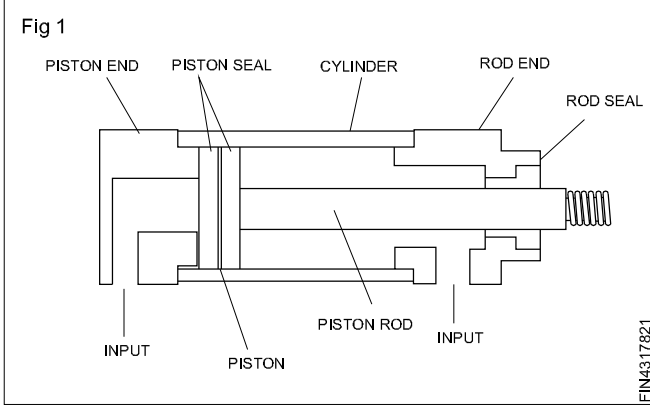 Fig 1
PISTON END
PISTON SEAL
CYLINDER
ROD END
ROD SEAL
INPUT
PISTON
PISTON ROD
INPUT
FIN4317821